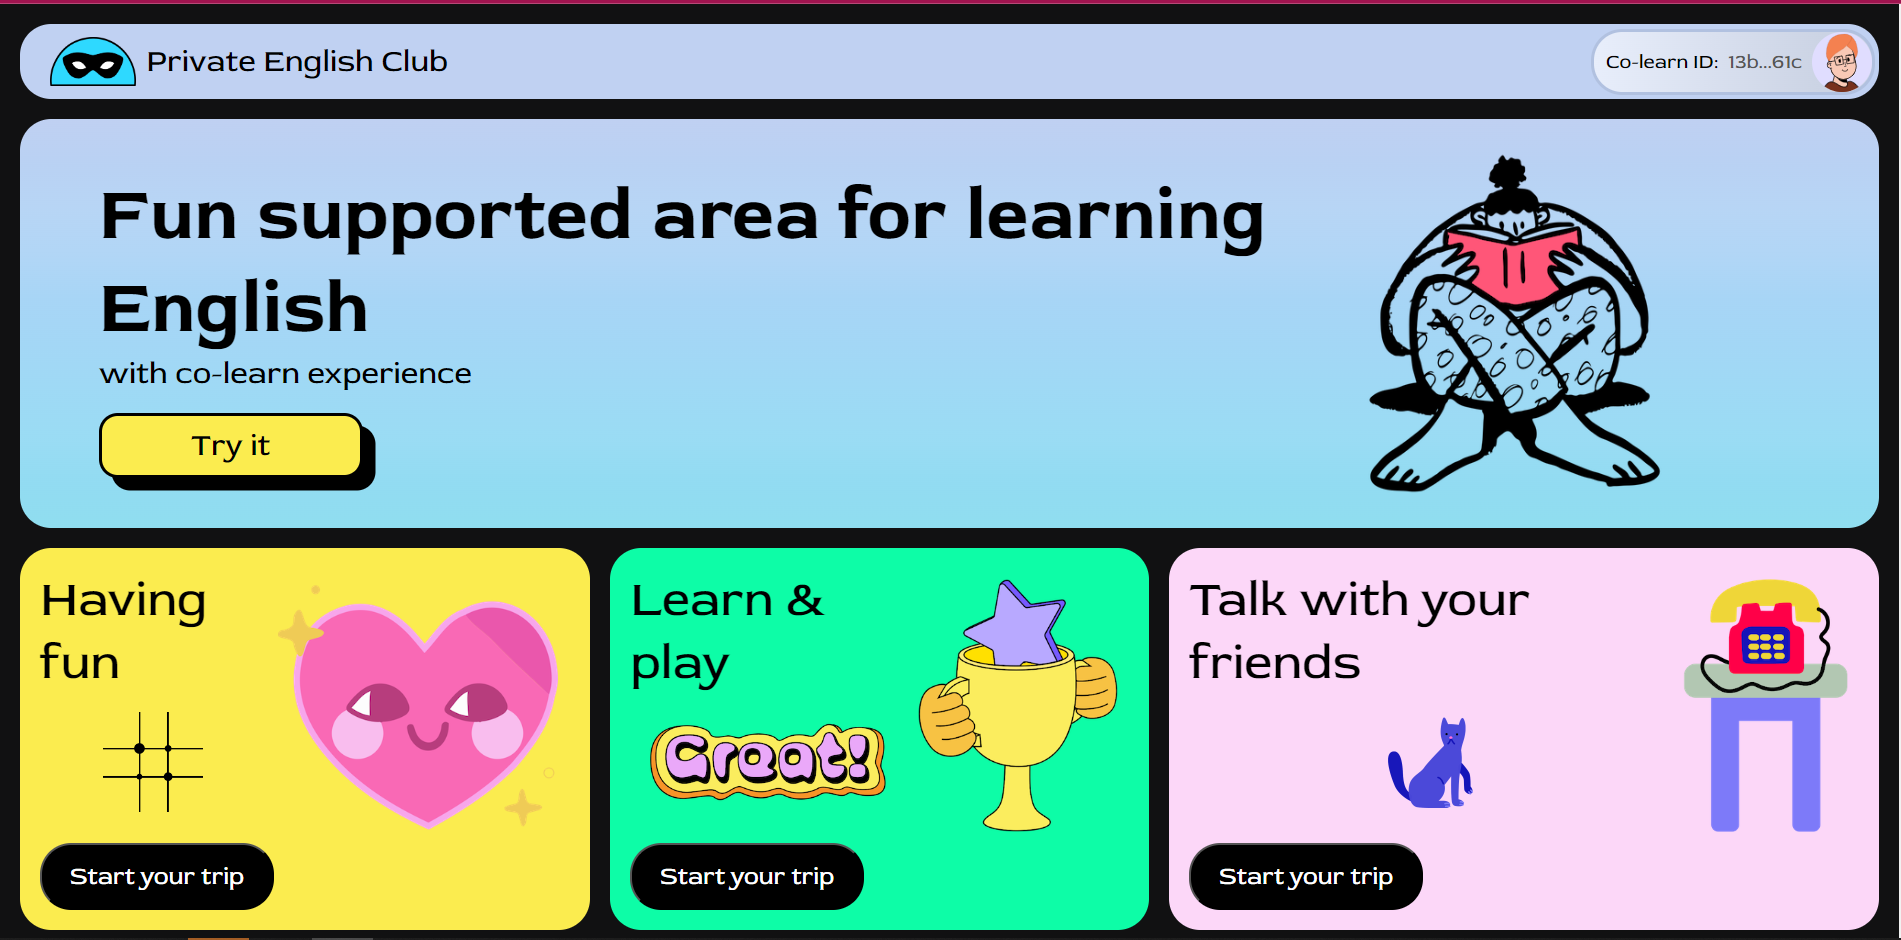 Private English Club
Co-learn ID: 13b...61c
Fun supported area for learning
English
with co-learn experience
Try it
Having
fun
Start your trip
Learn &
play
Great!
Start your trip
Talk with your
friends
Start your trip